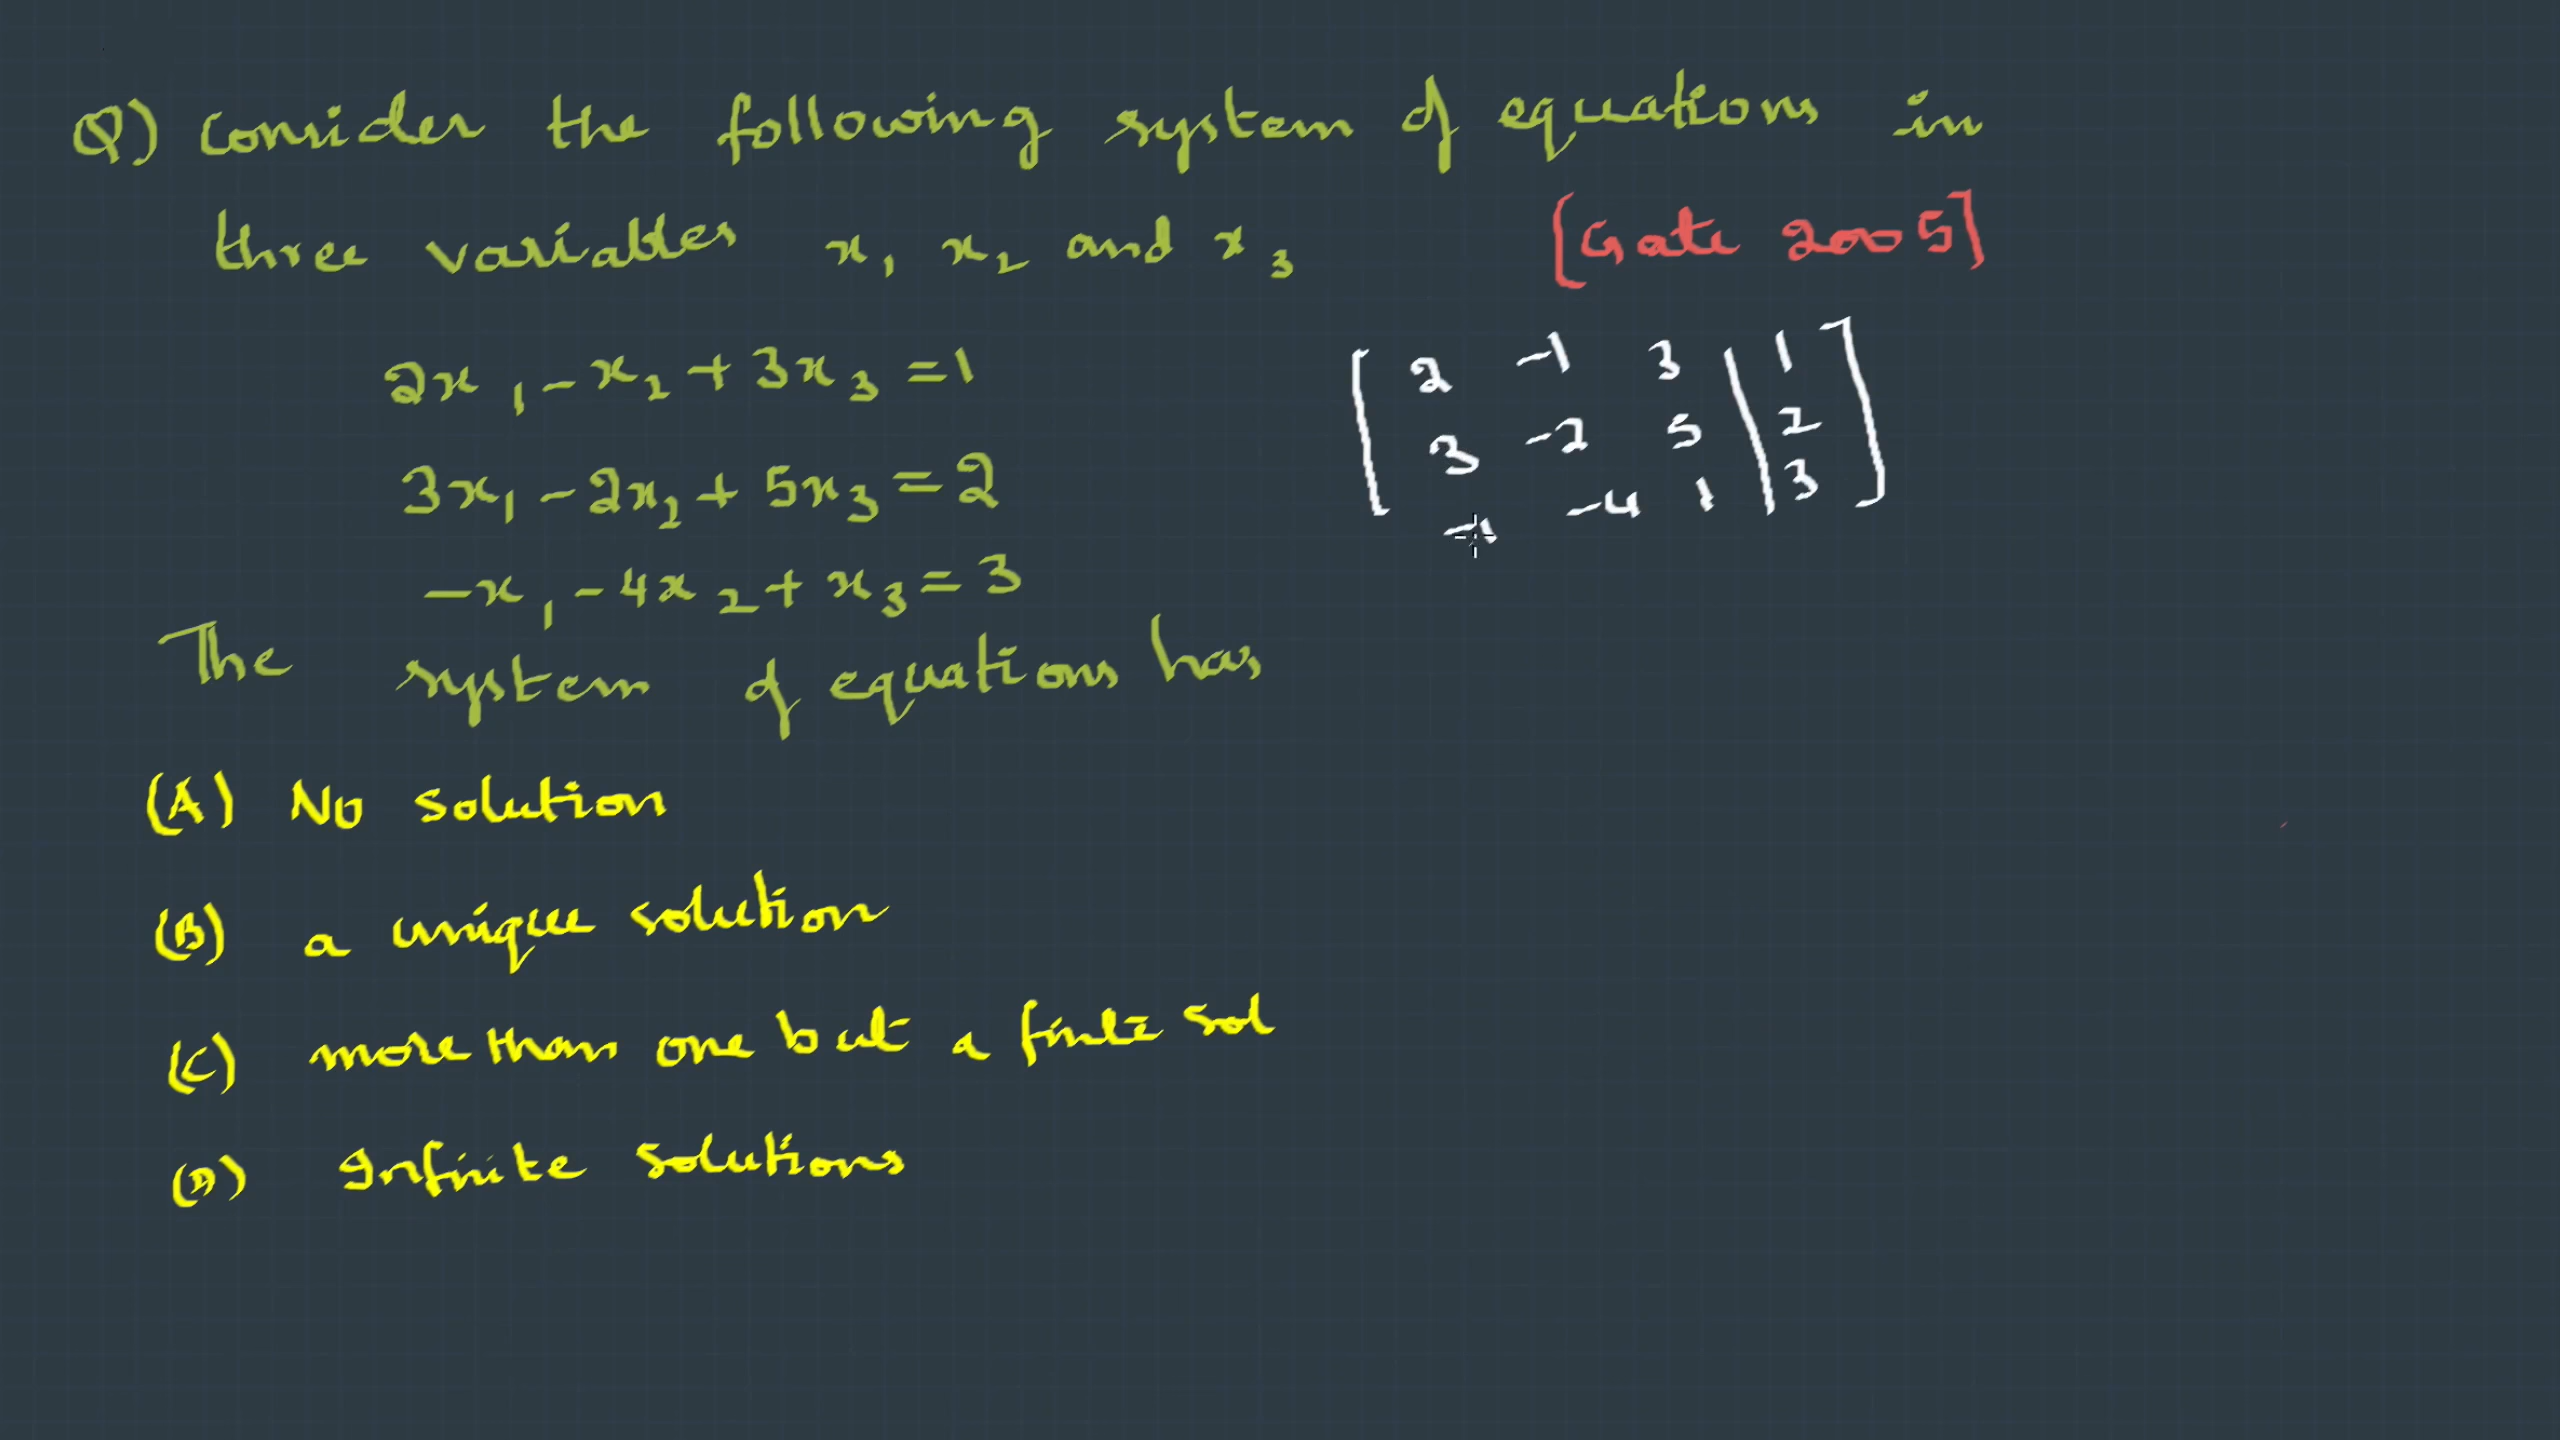 Q) Consider the following system of equations in
three variables x₁ x₂ and x₃ [Gate 2005]
2x₁ - x₂ + 3x₃ = 1
3x₁ - 2x₂ + 5x₃ = 2
-x₁ - 4x₂ + x₃ = 3
2 -1 3 | 1
3 -2 5 | 2
-1 -4 1 | 3
The system of equations has
(A) No solution
(B) a unique solution
(C) more than one but a finite sol
(D) Infinite solutions